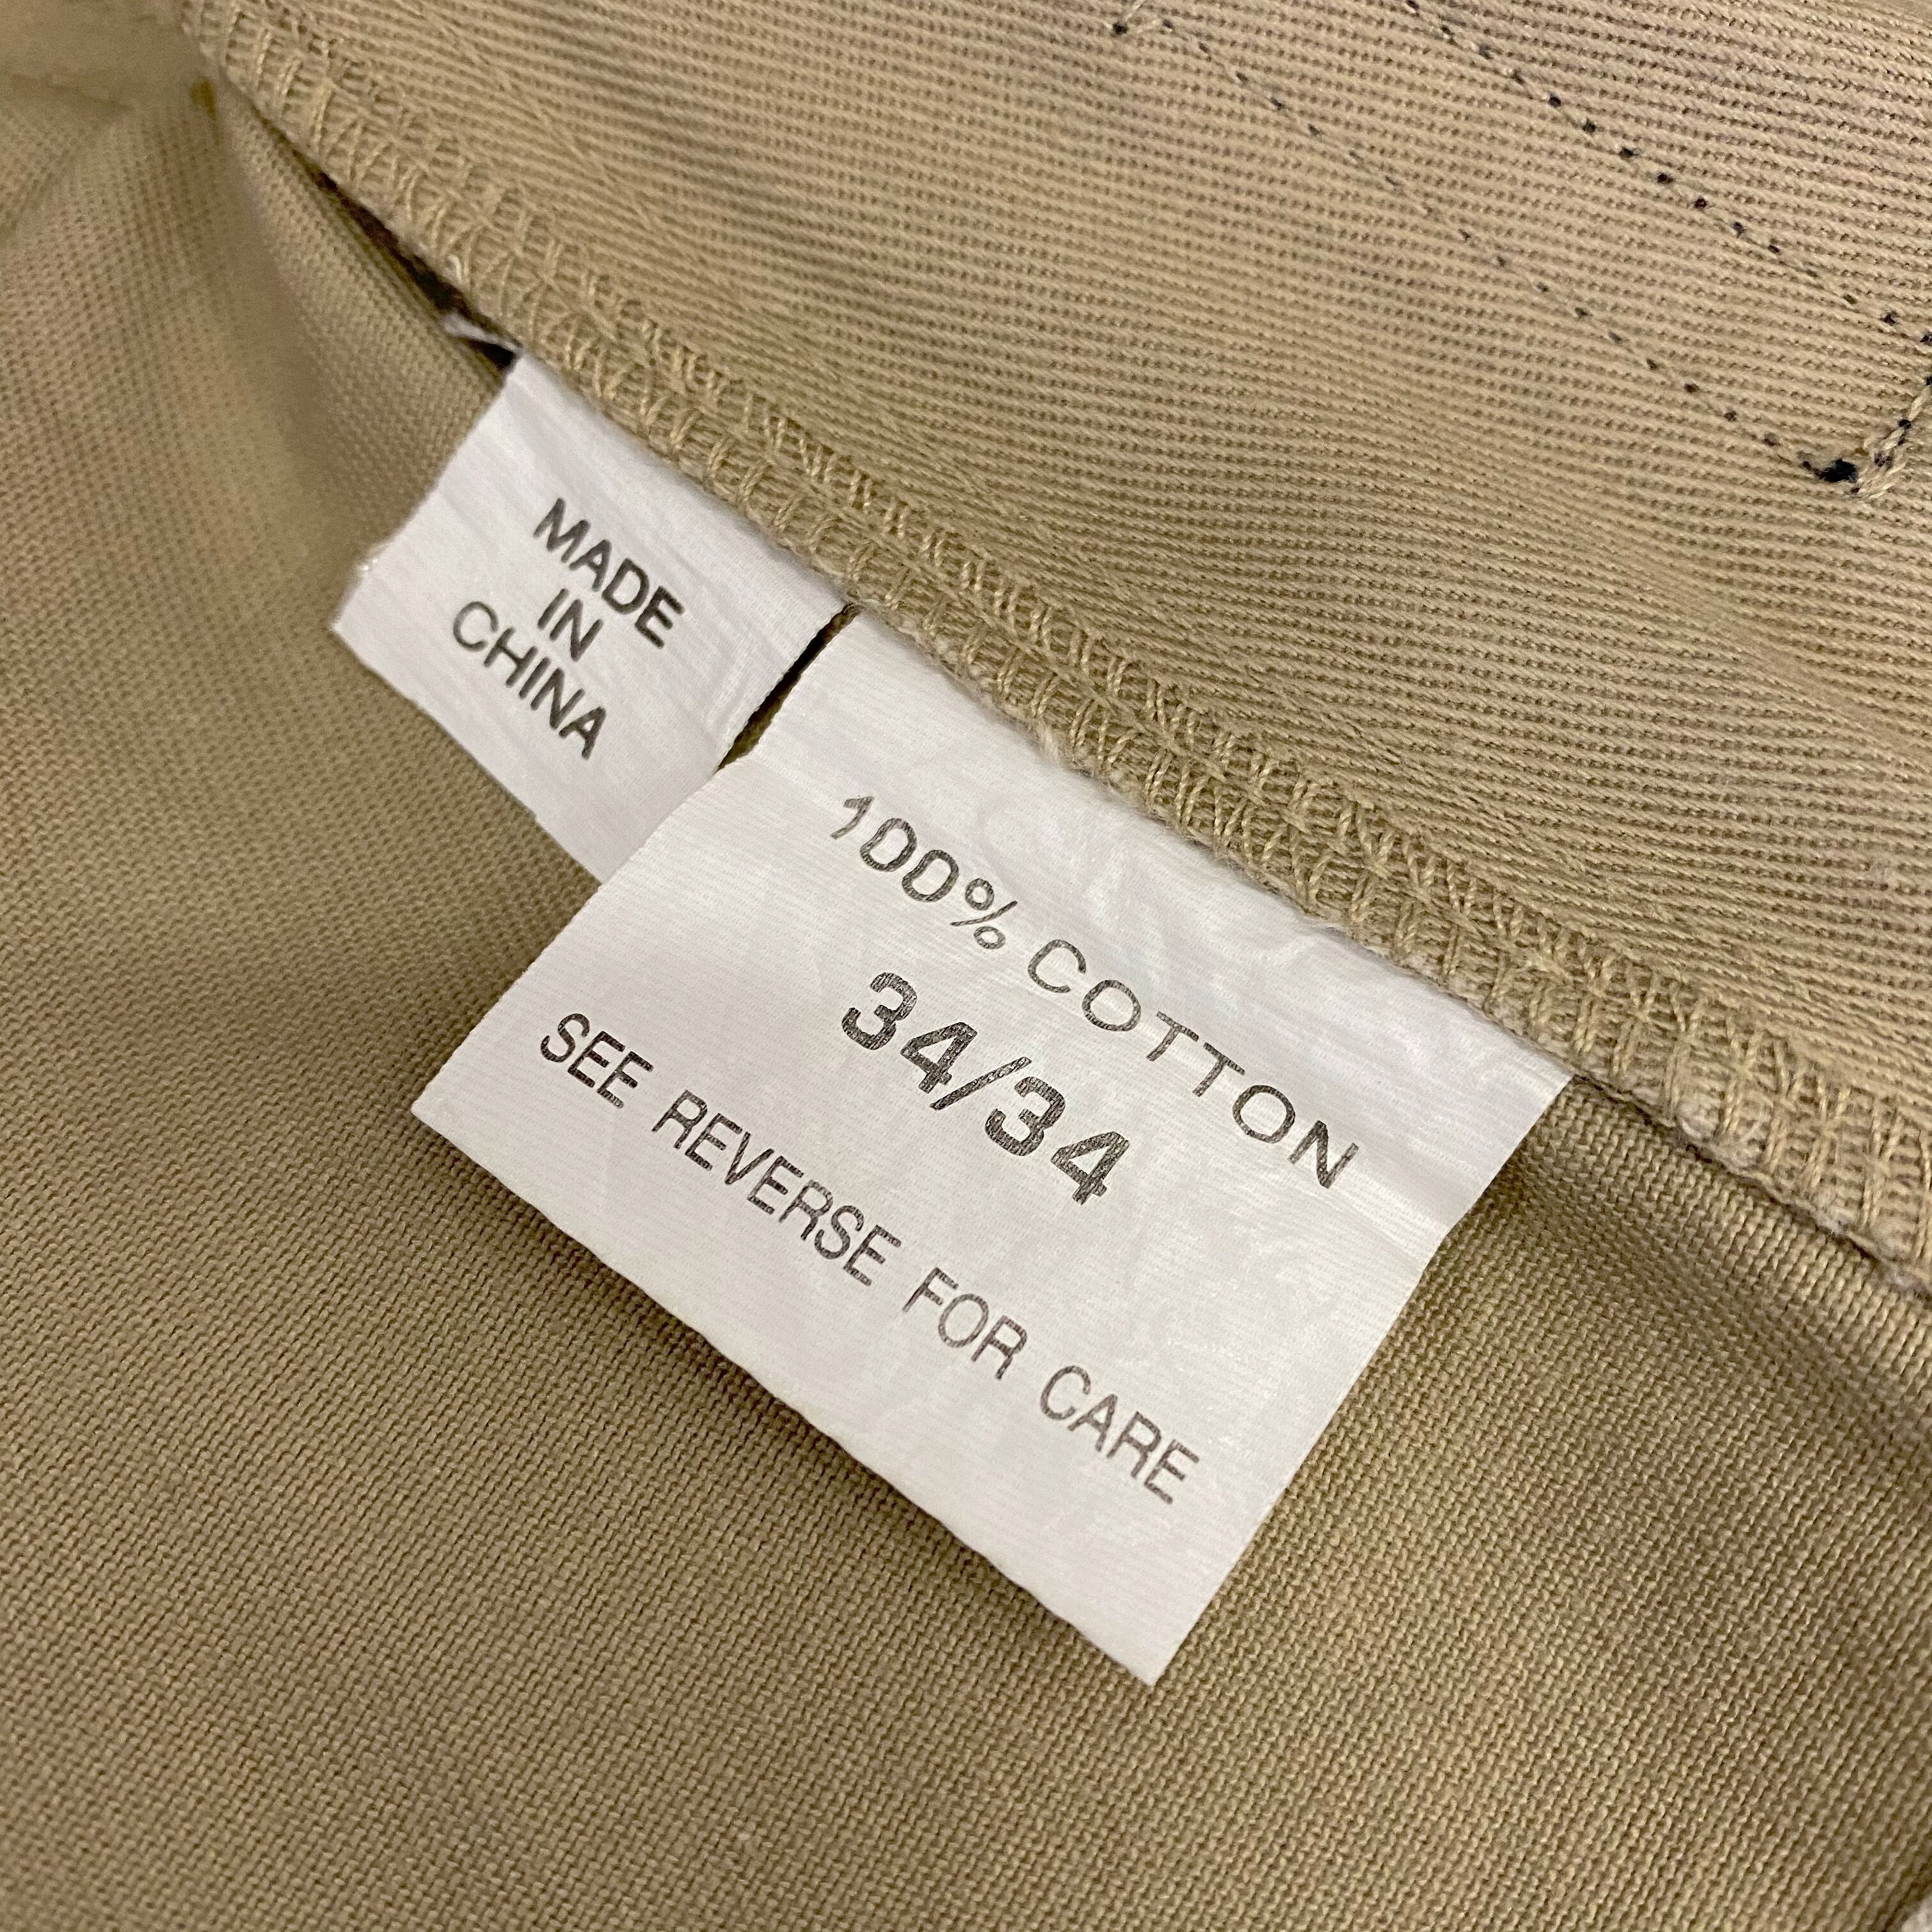 MADE
IN
CHINA
100% COTTON
34/34
SEE REVERSE FOR CARE